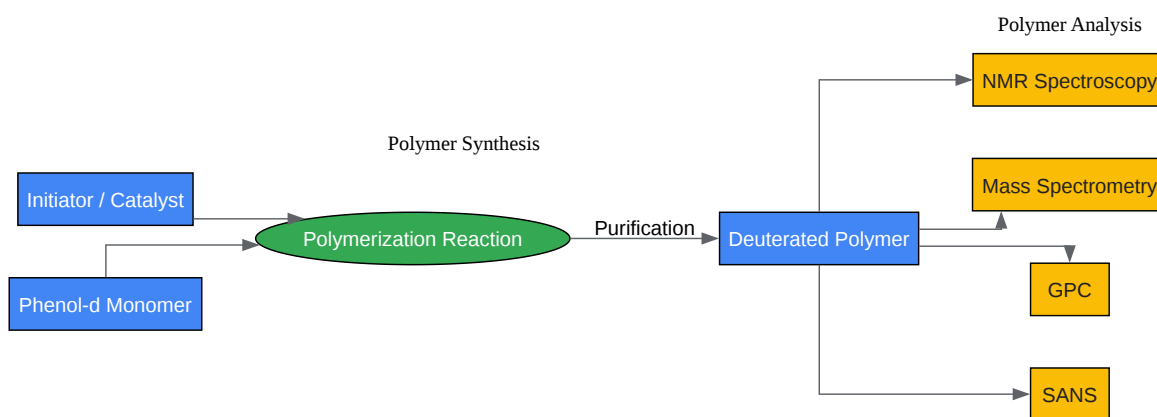 Polymer Analysis
NMR Spectroscopy
Polymer Synthesis
Initiator / Catalyst
Mass Spectrometry
Polymerization Reaction
Purification
Deuterated Polymer
Phenol-d Monomer
GPC
SANS